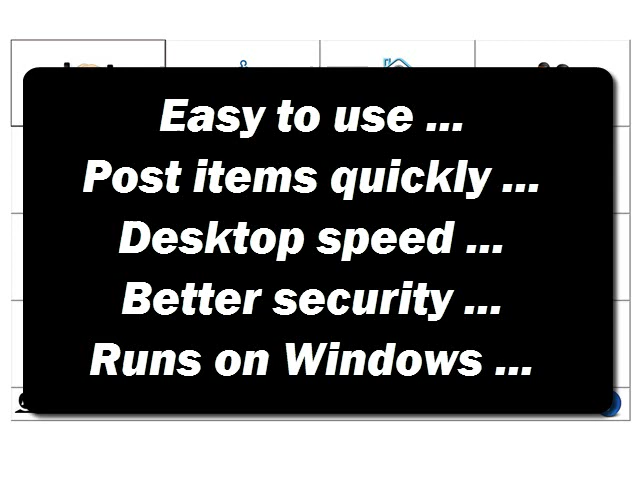 Easy to use ...
Post items quickly ...
Desktop speed ...
Better security ...
Runs on Windows ...